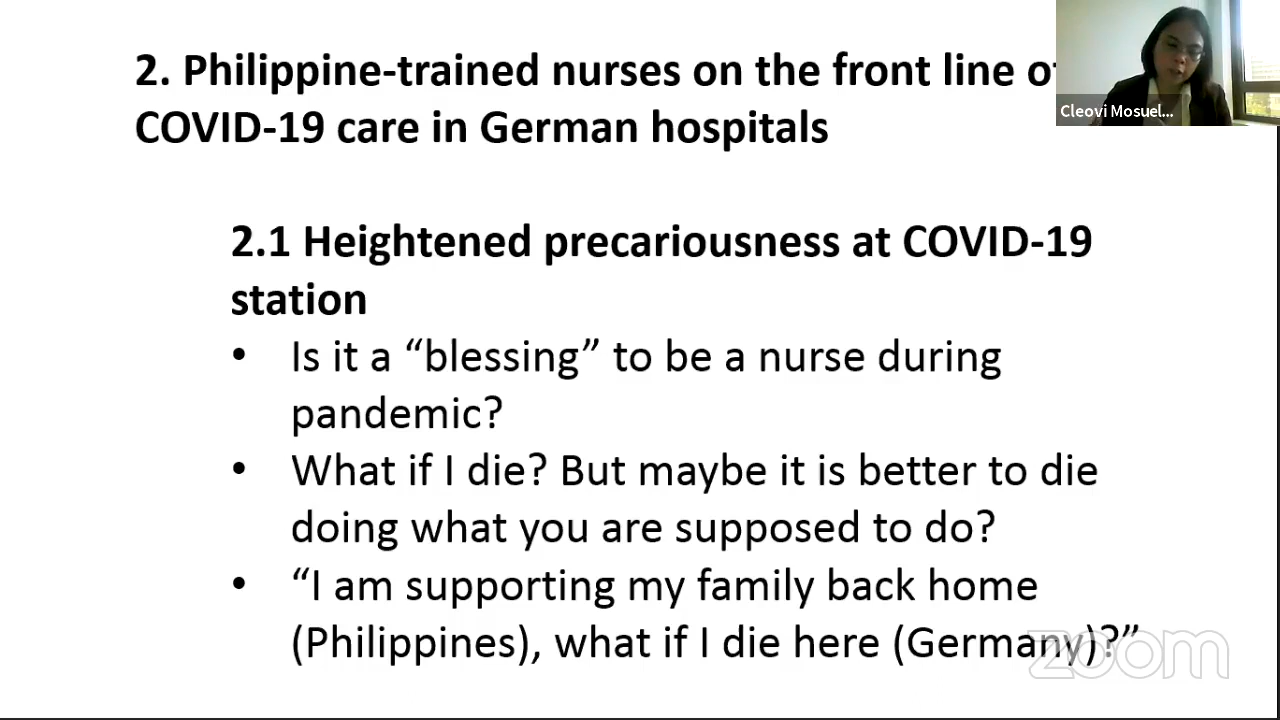 2. Philippine-trained nurses on the front line of
COVID-19 care in German hospitals
Cleovi Mosuel...
2.1 Heightened precariousness at COVID-19
station
• Is it a “blessing” to be a nurse during
pandemic?
• What if I die? But maybe it is better to die
doing what you are supposed to do?
• “I am supporting my family back home
(Philippines), what if I die here (Germany)?”
zoom